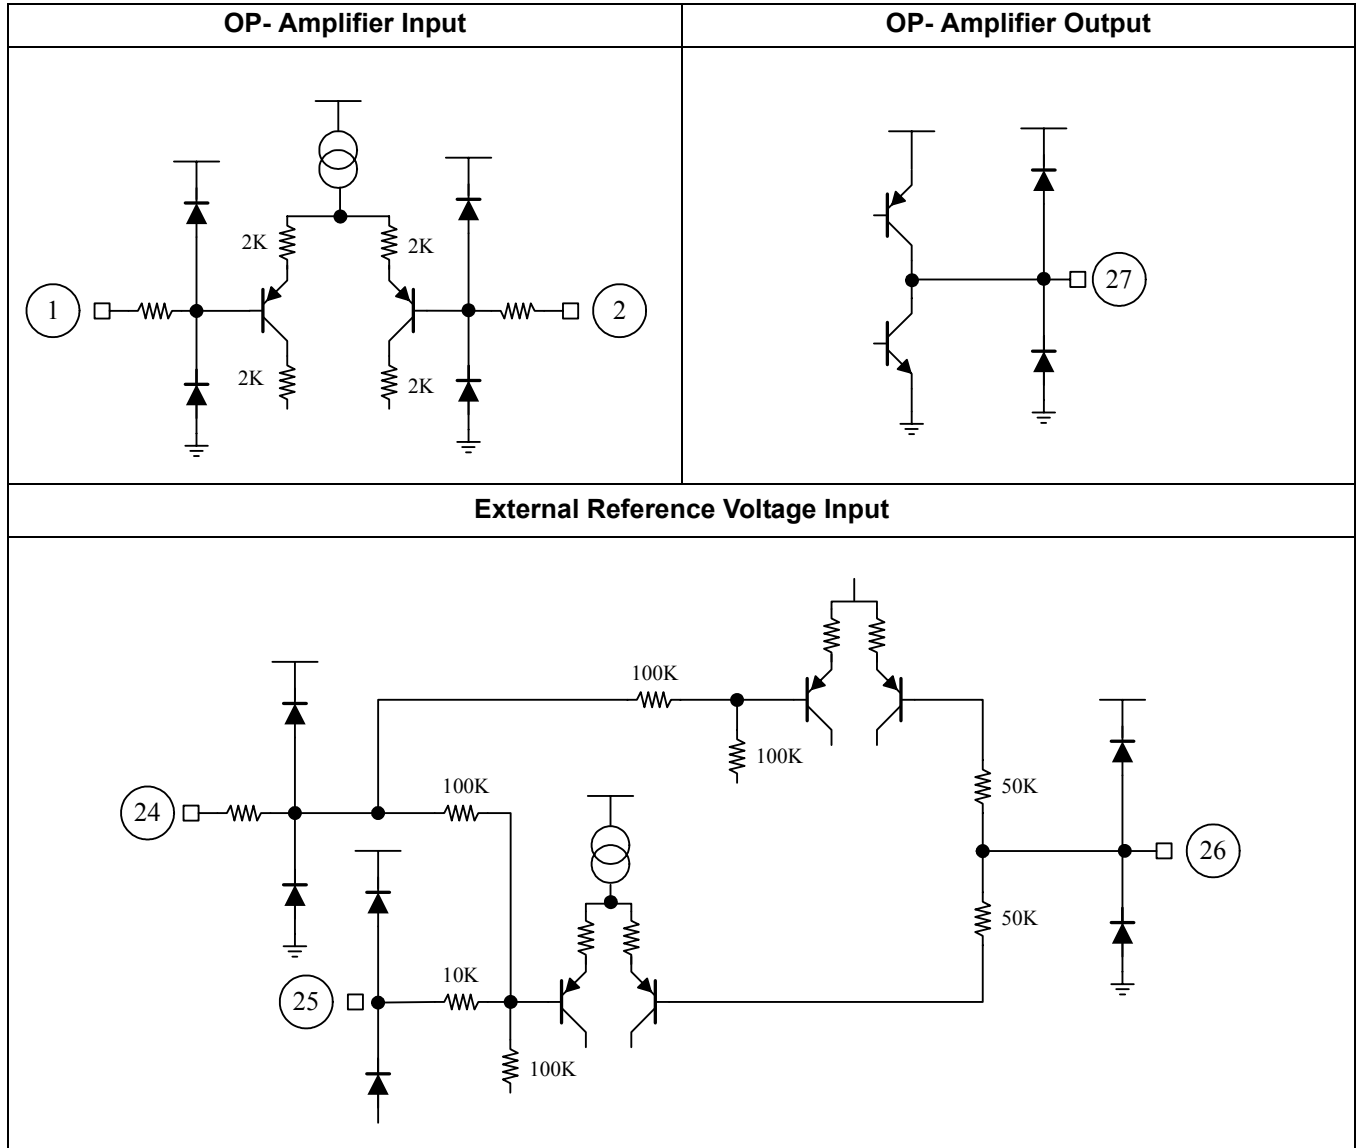 OP- Amplifier Input
OP- Amplifier Output
2K
2K
1
2
2K
2K
27
External Reference Voltage Input
100K
100K
24
100K
50K
26
50K
25
10K
100K